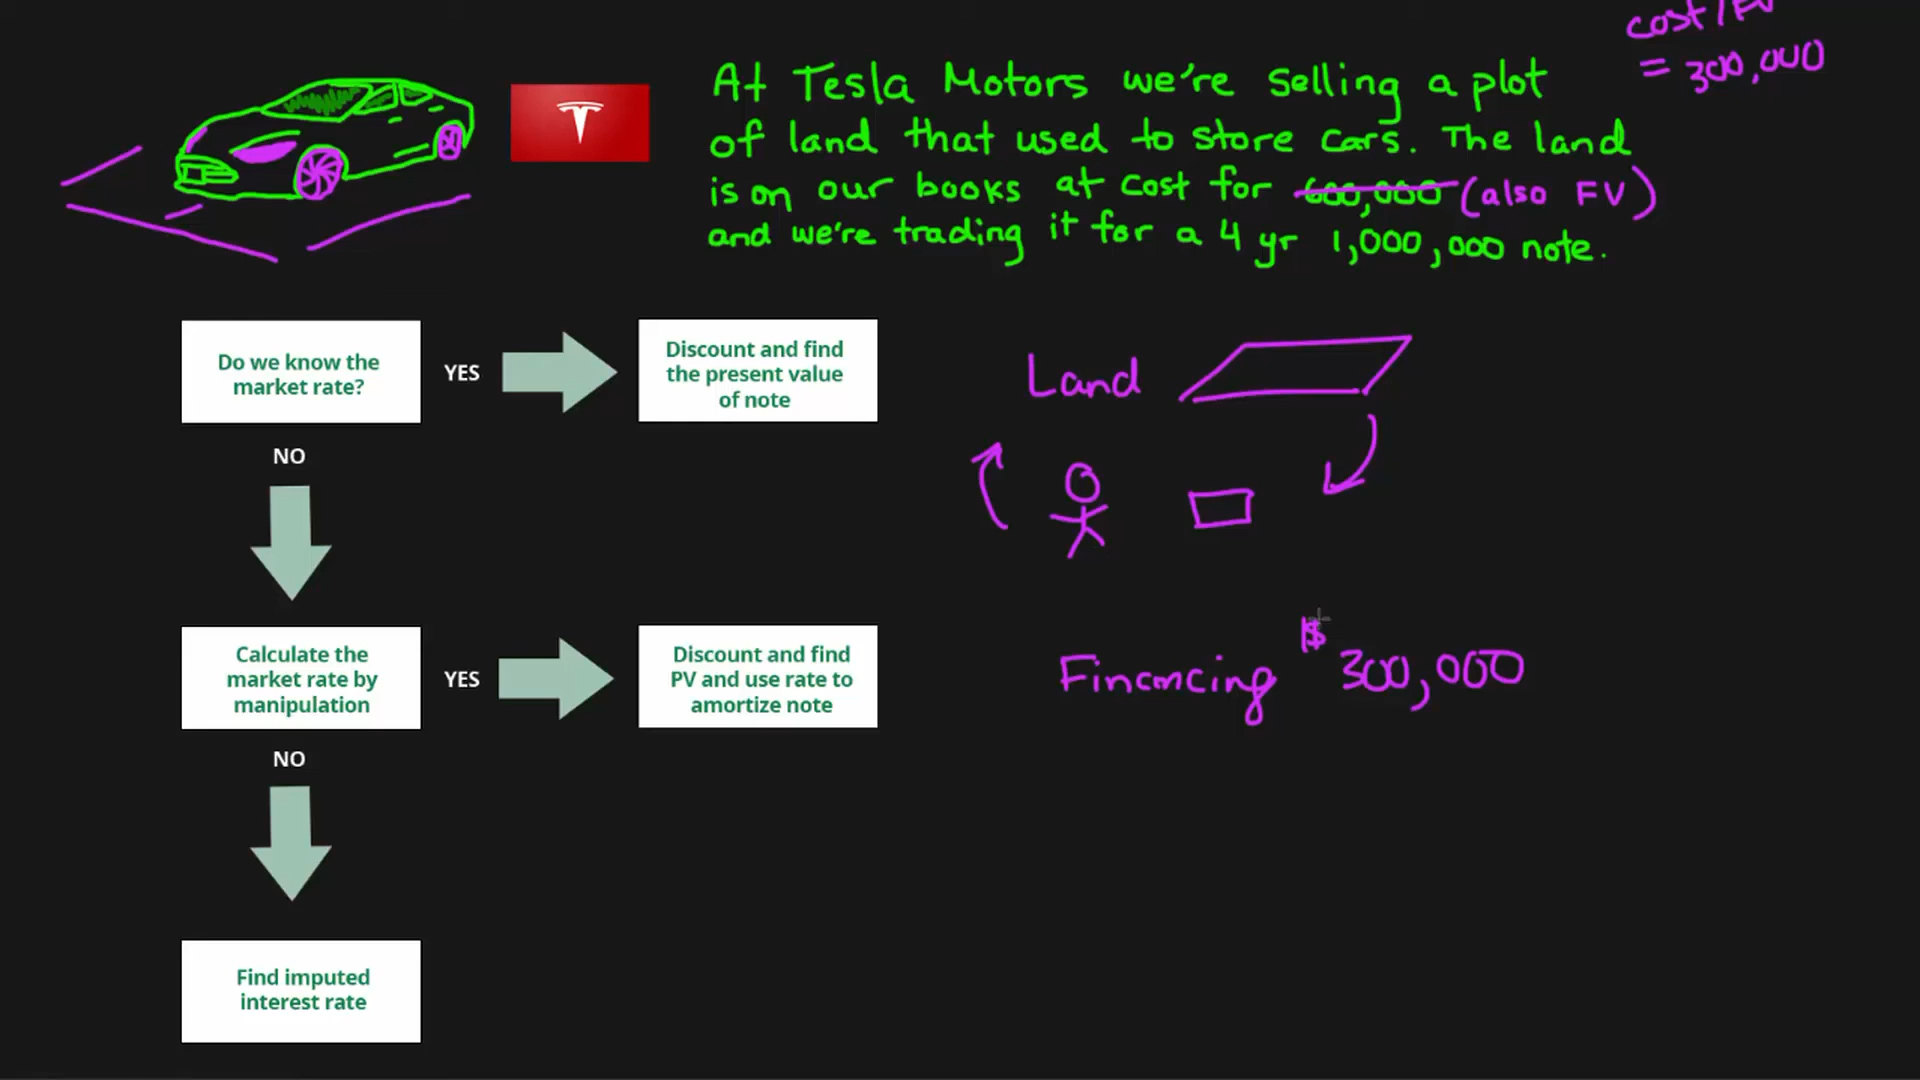 cost/FV
= 300,000
At Tesla Motors we're selling a plot
of land that used to store cars. The land
is on our books at cost for 600,000 (also FV)
and we're trading it for a 4 yr 1,000,000 note.
Do we know the
market rate?
YES
Discount and find
the present value
of note
Land
NO
Calculate the
market rate by
manipulation
YES
Discount and find
PV and use rate to
amortize note
Financing $300,000
NO
Find imputed
interest rate